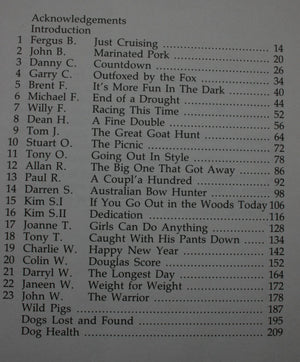 Acknowledgements
Introduction
1 Fergus B. Just Cruising ........................ 14
2 John B. Marinated Pork ........................ 20
3 Danny C. Countdown ........................ 26
4 Garry C. Outfoxed by the Fox ........................ 34
5 Brent F. It's More Fun In The Dark ........................ 40
6 Michael F. End of a Drought ........................ 44
7 Willy F. Racing This Time ........................ 52
8 Dean H. A Fine Double ........................ 56
9 Tom J. The Great Goat Hunt ........................ 64
10 Stuart O. The Picnic ........................ 72
11 Tony O. Going Out In Style ........................ 78
12 Allan R. The Big One That Got Away ........................ 86
13 Paul R. A Coupl'a Hundred ........................ 92
14 Darren S. Australian Bow Hunter ........................ 98
15 Kim S.I If You Go Out in the Woods Today 106
16 Kim S.II Dedication ........................ 116
17 Joanne T. Girls Can Do Anything ........................ 128
18 Tony T. Caught With His Pants Down ........................ 134
19 Charlie W. Happy New Year ........................ 142
20 Colin W. Douglas Score ........................ 152
21 Darryl W. The Longest Day ........................ 164
22 Janeen W. Weight for Weight ........................ 172
23 John W. The Warrior ........................ 178
Wild Pigs ........................ 187
Dogs Lost and Found ........................ 195
Dog Health ........................ 209